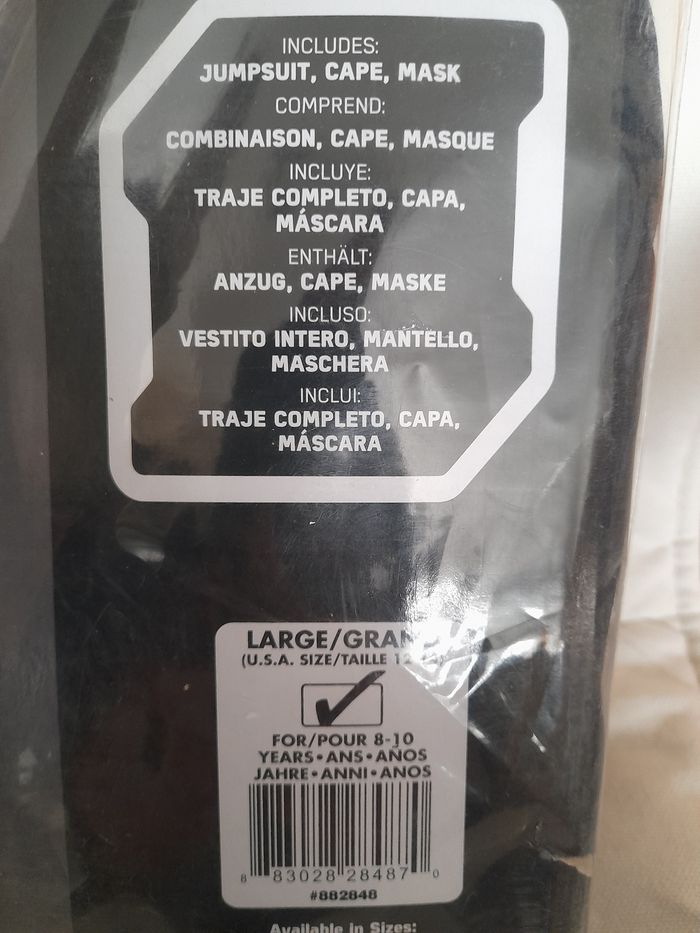 INCLUDES:
JUMPSUIT, CAPE, MASK
COMPREND:
COMBINAISON, CAPE, MASQUE
INCLUYE:
TRAJE COMPLETO, CAPA,
MÁSCARA
ENTHÄLT:
ANZUG, CAPE, MASKE
INCLUSO:
VESTITO INTERO, MANTELLO,
MASCHERA
INCLUI:
TRAJE COMPLETO, CAPA,
MÁSCARA
(U.S.A. SIZE/TAILLE
FOR/POUR 8-10
YEARS•ANS•AÑOS
JAHRE•ANNI•ANOS
8 83028 28487 0
#882848
Available in Sizes: